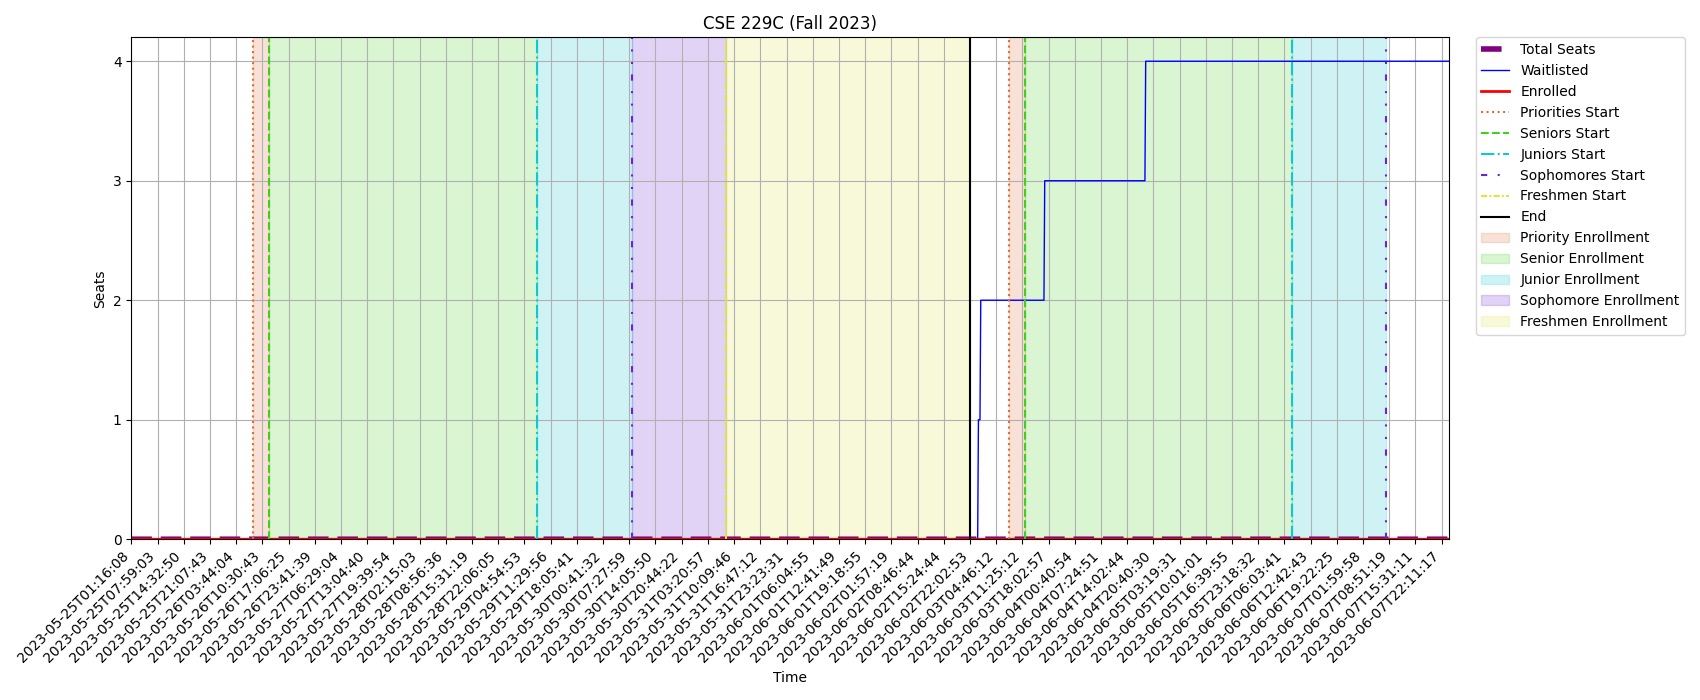 CSE 229C (Fall 2023)
Seats
4
3
2
1
0
2023-05-25T01:16:08
2023-05-25T07:59:03
2023-05-25T14:32:50
2023-05-25T21:07:43
2023-05-26T03:44:04
2023-05-26T10:30:43
2023-05-26T17:06:25
2023-05-26T23:41:39
2023-05-27T06:29:04
2023-05-27T13:04:40
2023-05-27T19:39:54
2023-05-28T02:15:03
2023-05-28T08:56:36
2023-05-28T15:31:19
2023-05-28T22:06:05
2023-05-29T04:54:53
2023-05-29T11:29:56
2023-05-29T18:05:41
2023-05-30T00:41:32
2023-05-30T07:27:59
2023-05-30T14:05:50
2023-05-30T20:44:22
2023-05-31T03:20:57
2023-05-31T10:09:46
2023-05-31T16:47:12
2023-05-31T23:23:31
2023-06-01T06:04:55
2023-06-01T12:41:49
2023-06-01T19:18:55
2023-06-02T01:57:19
2023-06-02T08:46:44
2023-06-02T15:24:44
2023-06-02T22:02:53
2023-06-03T04:46:12
2023-06-03T11:25:12
2023-06-03T18:02:57
2023-06-04T00:40:54
2023-06-04T07:24:51
2023-06-04T14:02:44
2023-06-04T20:40:30
2023-06-05T03:19:31
2023-06-05T10:01:01
2023-06-05T16:39:55
2023-06-05T23:18:32
2023-06-06T06:03:41
2023-06-06T12:42:43
2023-06-06T19:22:25
2023-06-07T01:59:58
2023-06-07T08:51:19
2023-06-07T15:31:11
2023-06-07T22:11:17
Time
Total Seats
Waitlisted
Enrolled
Priorities Start
Seniors Start
Juniors Start
Sophomores Start
Freshmen Start
End
Priority Enrollment
Senior Enrollment
Junior Enrollment
Sophomore Enrollment
Freshmen Enrollment